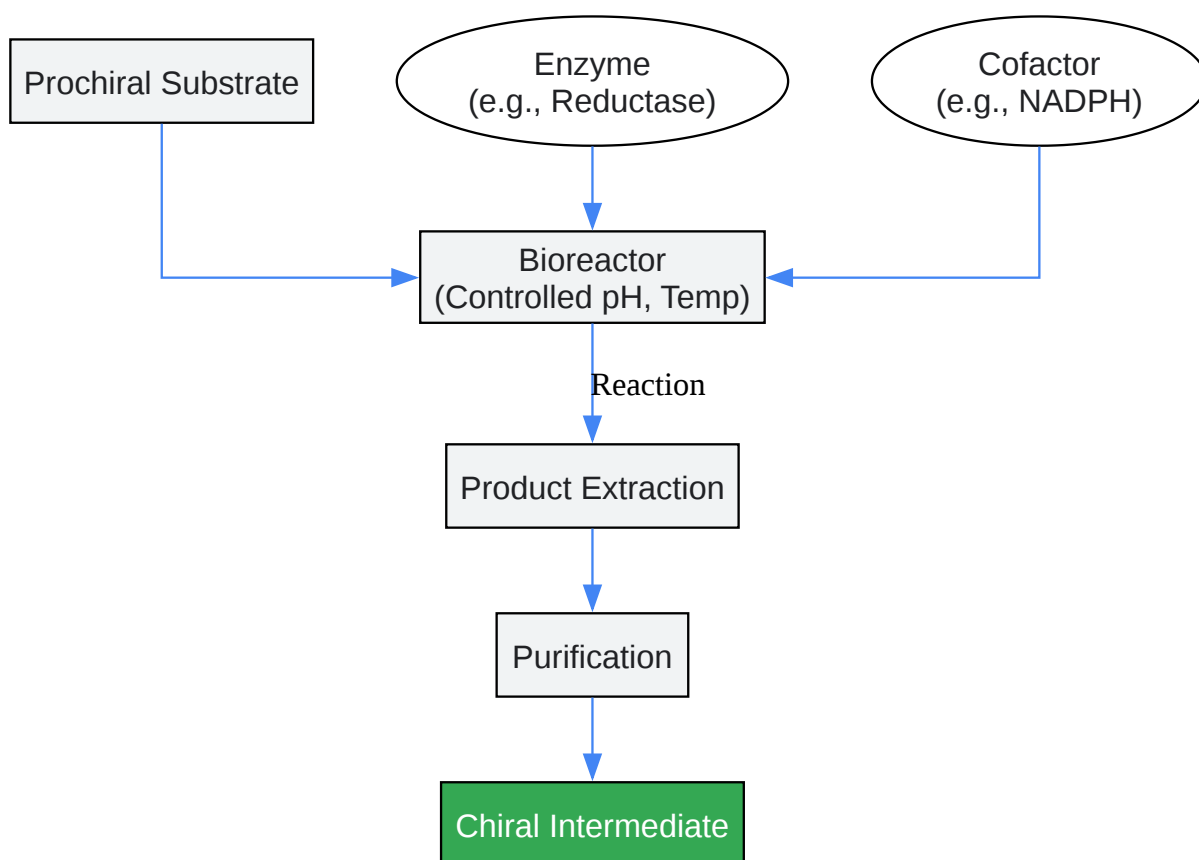 Prochiral Substrate
Enzyme
(e.g., Reductase)
Cofactor
(e.g., NADPH)
Bioreactor
(Controlled pH, Temp)
Reaction
Product Extraction
Purification
Chiral Intermediate